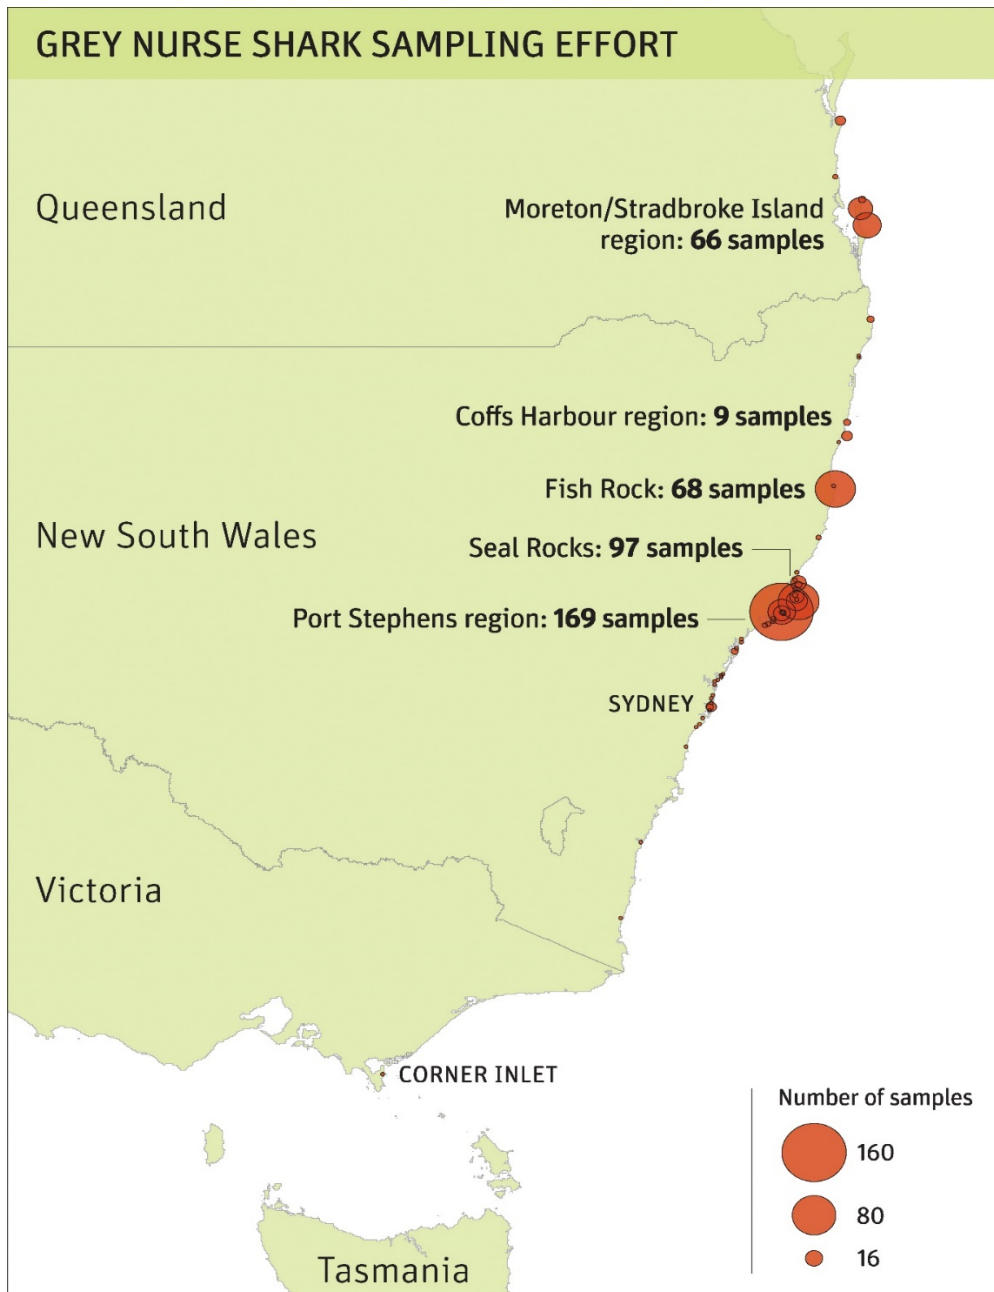 GREY NURSE SHARK SAMPLING EFFORT
Queensland
Moreton/Stradbroke Island
region: 66 samples
Coffs Harbour region: 9 samples
Fish Rock: 68 samples
New South Wales
Seal Rocks: 97 samples
Port Stephens region: 169 samples
SYDNEY
Victoria
CORNER INLET
Number of samples
160
80
16
Tasmania